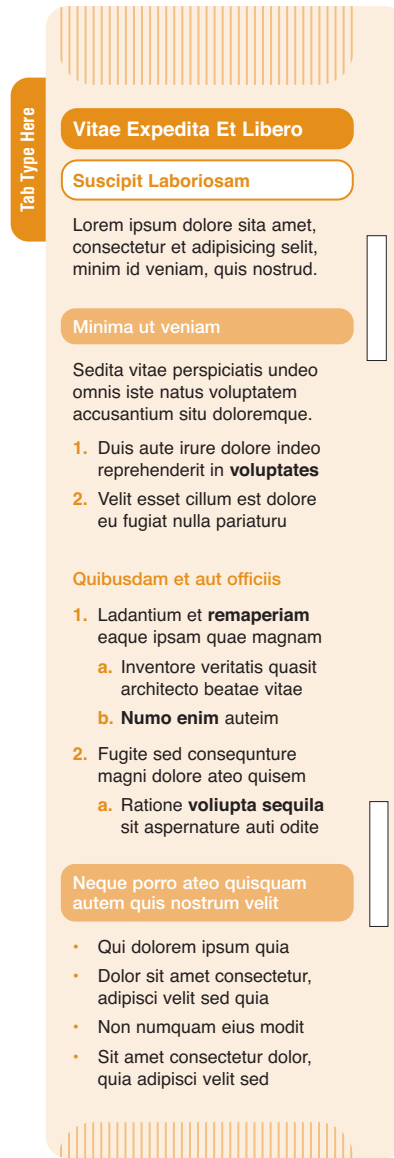 Tab Type Here
Vitae Expedita Et Libero
Suscipit Laboriosam
Lorem ipsum dolore sita amet,
consectetur et adipisicing selit,
minim id veniam, quis nostrud.
Minima ut veniam
Sedita vitae perspiciatis undeo
omnis iste natus voluptatem
accusantium situ doloremque.
1. Duis aute irure dolore indeo
reprehenderit in voluptates
2. Velit esset cillum est dolore
eu fugiat nulla pariaturu
Quibusdam et aut officiis
1. Ladantium et remaperiam
eaque ipsam quae magnam
a. Inventore veritatis quasit
architecto beatae vitae
b. Numo enim auteim
2. Fugite sed consequnture
magni dolore ateo quisem
a. Ratione voliupta sequila
sit aspernature auti odite
Neque porro ateo quisquam
autem quis nostrum velit
• Qui dolorem ipsum quia
• Dolor sit amet consectetur,
adipisci velit sed quia
• Non numquam eius modit
• Sit amet consectetur dolor,
quia adipisci velit sed